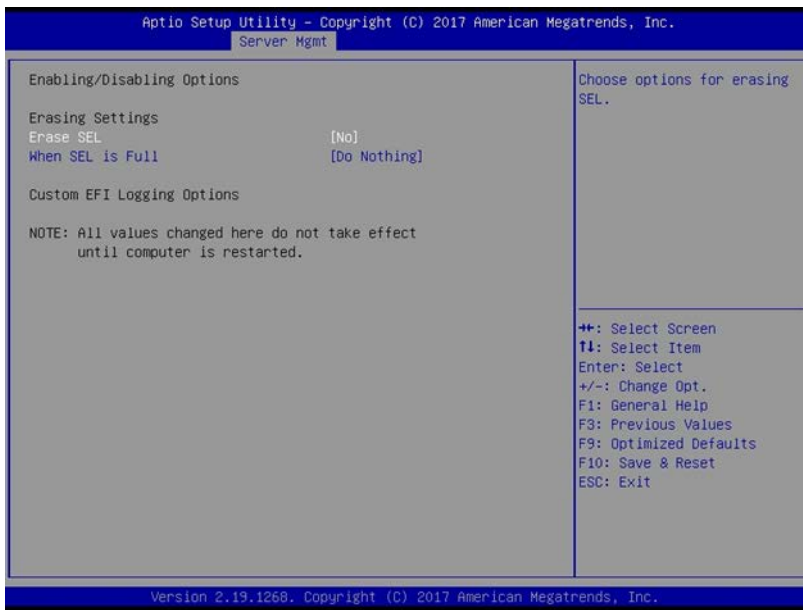 Aptio Setup Utility – Copyright (C) 2017 American Megatrends, Inc.
Server Mgmt
Enabling/Disabling Options
Erasing Settings
Erase SEL [No]
When SEL is Full [Do Nothing]
Custom EFI Logging Options
NOTE: All values changed here do not take effect
until computer is restarted.
Choose options for erasing
SEL.
→←: Select Screen
↑↓: Select Item
Enter: Select
+/-: Change Opt.
F1: General Help
F3: Previous Values
F9: Optimized Defaults
F10: Save & Reset
ESC: Exit
Version 2.19.1268. Copyright (C) 2017 American Megatrends, Inc.